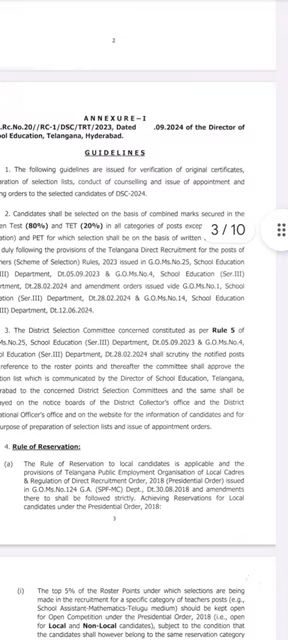 2
A N N E X U R E – I
.Rc.No.20//RC-1/DSC/TRT/2023, Dated .09.2024 of the Director of
ol Education, Telangana, Hyderabad.
G U I D E L I N E S
1. The following guidelines are issued for verification of original certificates,
aration of selection lists, conduct of counselling and issue of appointment and
ng orders to the selected candidates of DSC-2024.
2. Candidates shall be selected on the basis of combined marks secured in the
en Test (80%) and TET (20%) in all categories of posts excep
3 / 10
ation) and PET for which selection shall be on the basis of written
duly following the provisions of the Telangana Direct Recruitment for the posts of
hers (Scheme of Selection) Rules, 2023 issued in G.O.Ms.No.25, School Education
III) Department, Dt.05.09.2023 & G.O.Ms.No.4, School Education (Ser.III)
rtment, Dt.28.02.2024 and amendment orders issued vide G.O.Ms.No.1, School
ation (Ser.III) Department, Dt.28.02.2024 & G.O.Ms.No.14, School Education
III) Department, Dt.12.06.2024.
3. The District Selection Committee concerned constituted as per Rule 5 of
Ms.No.25, School Education (Ser.III) Department, Dt.05.09.2023 & G.O.Ms.No.4,
ol Education (Ser.III) Department, Dt.28.02.2024 shall scrutiny the notified posts
reference to the roster points and thereafter the committee shall approve the
tion list which is communicated by the Director of School Education, Telangana,
rabad to the concerned District Selection Committees and the same shall be
ayed on the notice boards of the District Collector's office and the District
ational Officer's office and on the website for the information of candidates and for
urpose of preparation of selection lists and issue of appointment orders.
4. Rule of Reservation:
(a) The Rule of Reservation to local candidates is applicable and the
provisions of Telangana Public Employment Organisation of Local Cadres
& Regulation of Direct Recruitment Order, 2018 (Presidential Order) issued
in G.O.Ms.No.124 G.A. (SPF-MC) Dept., Dt.30.08.2018 and amendments
there to shall be followed strictly. Achieving Reservations for Local
candidates under the Presidential Order, 2018:
3
(i) The top 5% of the Roster Points under which selections are being
made in the recruitment for a specific category of teachers posts (e.g.,
School Assistant-Mathematics-Telugu medium) should be kept open
for Open Competition under the Presidential Order, 2018 (i.e., open
for Local and Non-Local candidates), subject to the condition that
the candidates shall however belong to the same reservation category